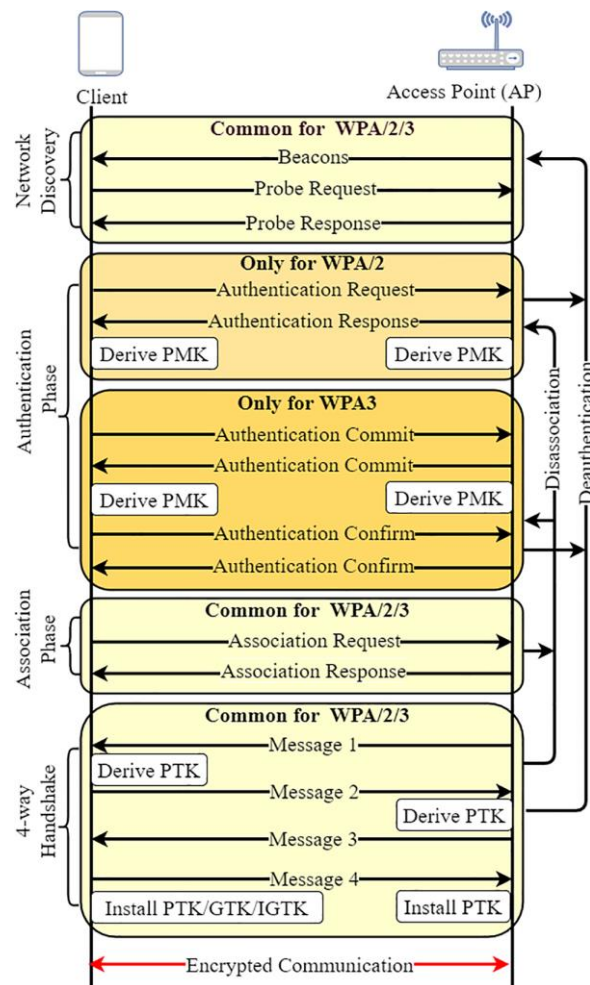 Client
Access Point (AP)
Network
Discovery
Common for WPA/2/3
Beacons
Probe Request
Probe Response
Authentication
Phase
Only for WPA/2
Authentication Request
Authentication Response
Derive PMK
Derive PMK
Only for WPA3
Authentication Commit
Authentication Commit
Derive PMK
Derive PMK
Authentication Confirm
Authentication Confirm
Disassociation
Deauthentication
Association
Phase
Common for WPA/2/3
Association Request
Association Response
4-way
Handshake
Common for WPA/2/3
Message 1
Derive PTK
Message 2
Derive PTK
Message 3
Message 4
Install PTK/GTK/IGTK
Install PTK
Encrypted Communication